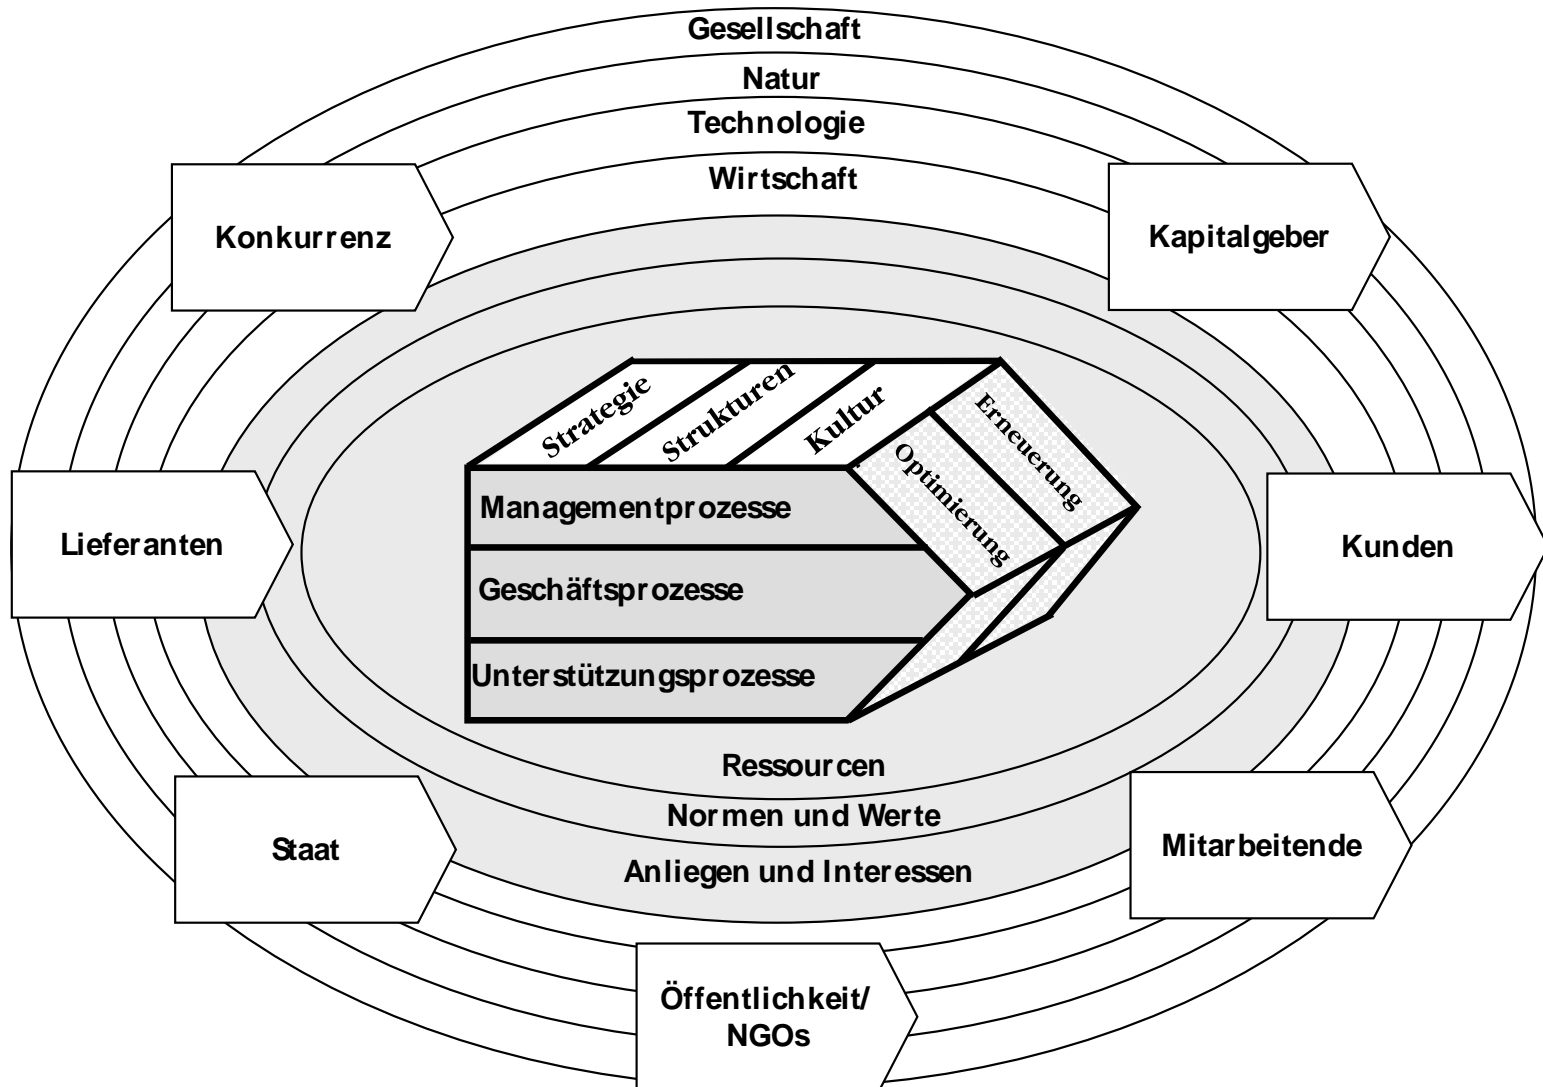 Gesellschaft
Natur
Technologie
Wirtschaft
Konkurrenz
Kapitalgeber
Strategie
Strukturen
Kultur
Erneuerung
Optimierung
Managementprozesse
Lieferanten
Kunden
Geschäftsprozesse
Unterstützungsprozesse
Ressourcen
Normen und Werte
Staat
Mitarbeitende
Anliegen und Interessen
Öffentlichkeit/
NGOs